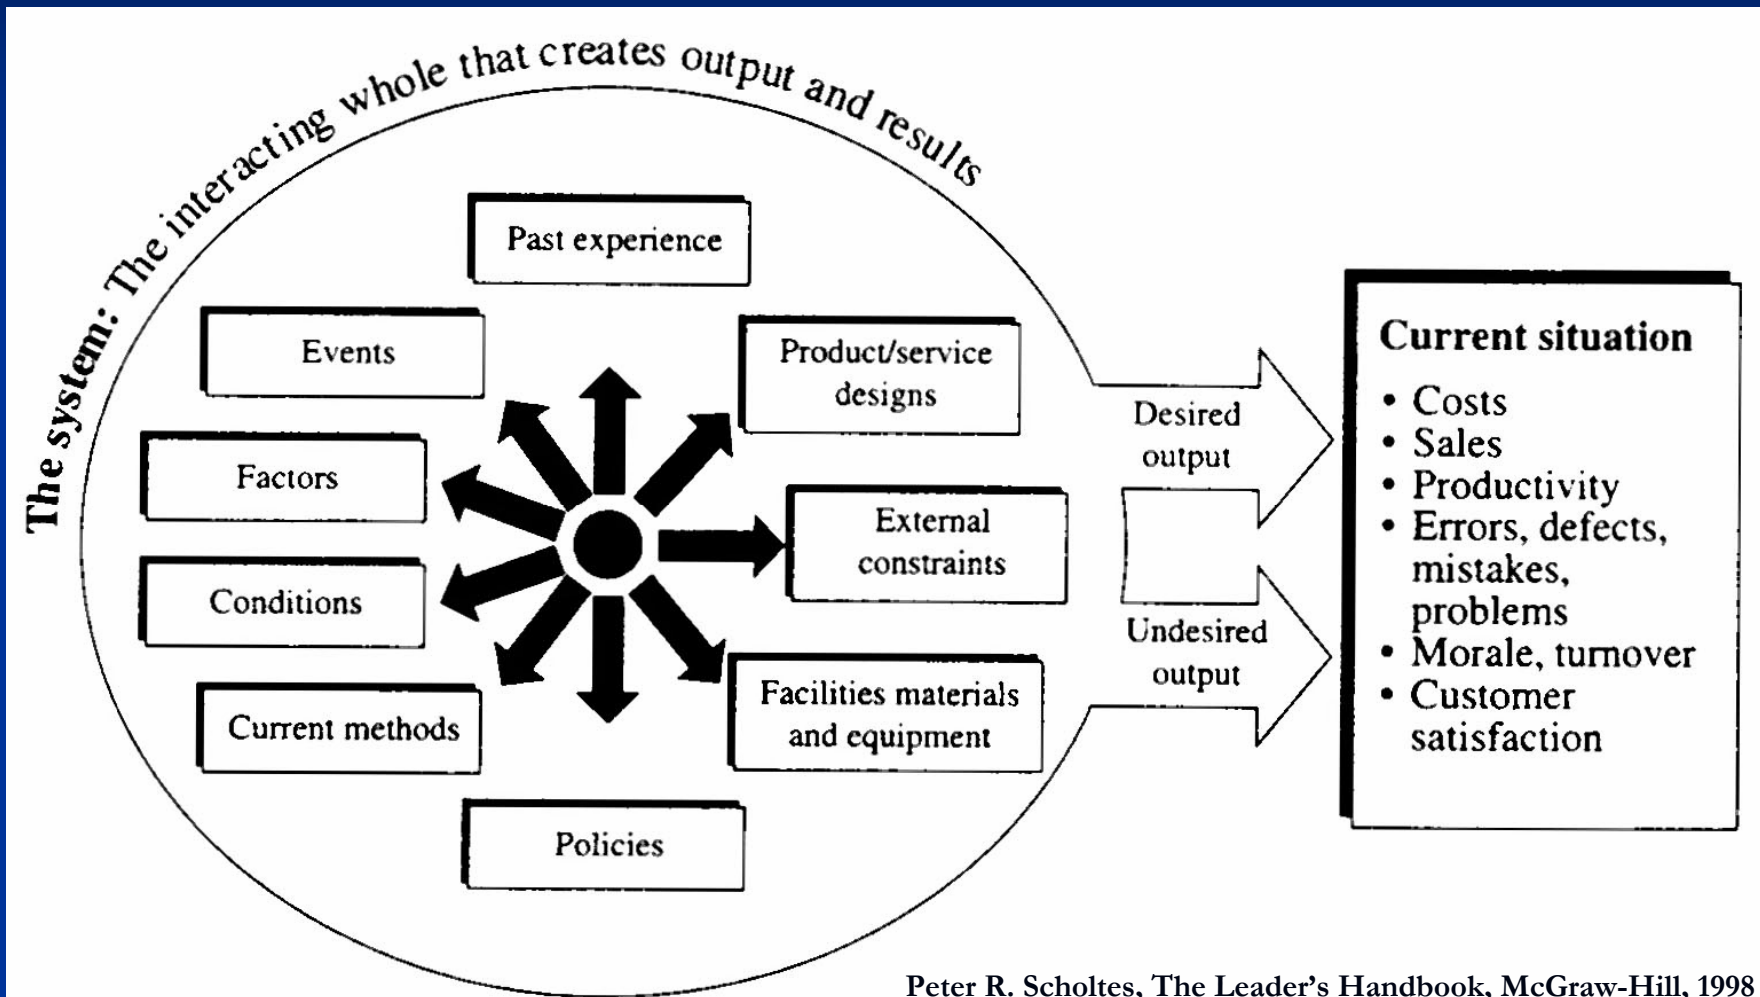 The system: The interacting whole that creates output and results
Past experience
Events
Product/service
designs
Factors
External
constraints
Conditions
Current methods
Facilities materials
and equipment
Policies
Desired
output
Undesired
output
Current situation
• Costs
• Sales
• Productivity
• Errors, defects,
mistakes,
problems
• Morale, turnover
• Customer
satisfaction
Peter R. Scholtes, The Leader's Handbook, McGraw-Hill, 1998